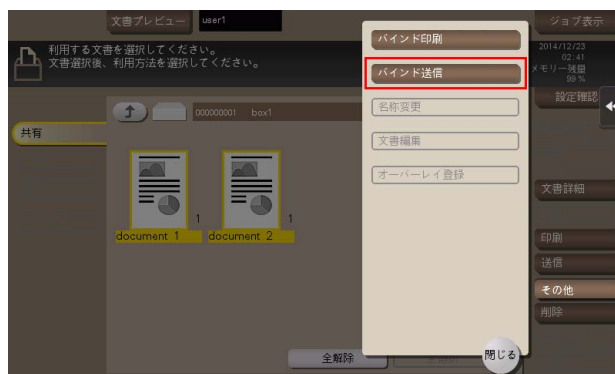 文書プレビュー
user1
ジョブ表示
利用する文書を選択してください。
文書選択後、利用方法を選択してください。
2014/12/23
02:41
メモリー残量
99 %
バインド印刷
バインド送信
名称変更
文書編集
オーバーレイ登録
設定確認
000000001 box1
共有
1
1
document 1
document 2
文書詳細
印刷
送信
その他
削除
全解除
閉じる